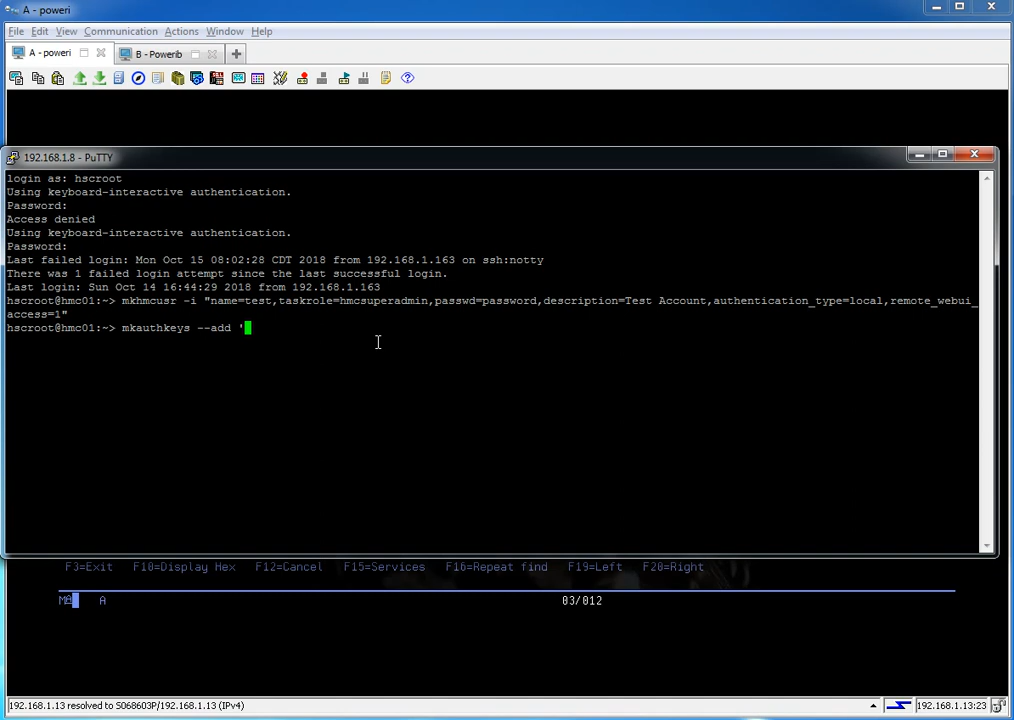 A - poweri
File Edit View Communication Actions Window Help
A - poweri B - Powerib
192.168.1.8 - PuTTY
login as: hscroot
Using keyboard-interactive authentication.
Password:
Access denied
Using keyboard-interactive authentication.
Password:
Last failed login: Mon Oct 15 08:02:28 CDT 2018 from 192.168.1.163 on ssh:notty
There was 1 failed login attempt since the last successful login.
Last login: Sun Oct 14 16:44:29 2018 from 192.168.1.163
hscroot@hmc01:~> mkhmcusr -i "name=test,taskrole=hmcsuperadmin,passwd=password,description=Test Account,authentication_type=local,remote_webui_
access=1"
hscroot@hmc01:~> mkauthkeys --add '
F3=Exit F10=Display Hex F12=Cancel F15=Services F16=Repeat find F19=Left F20=Right
MA A 03/012
192.168.1.13 resolved to S068603P/192.168.1.13 (IPv4) 192.168.1.13:23